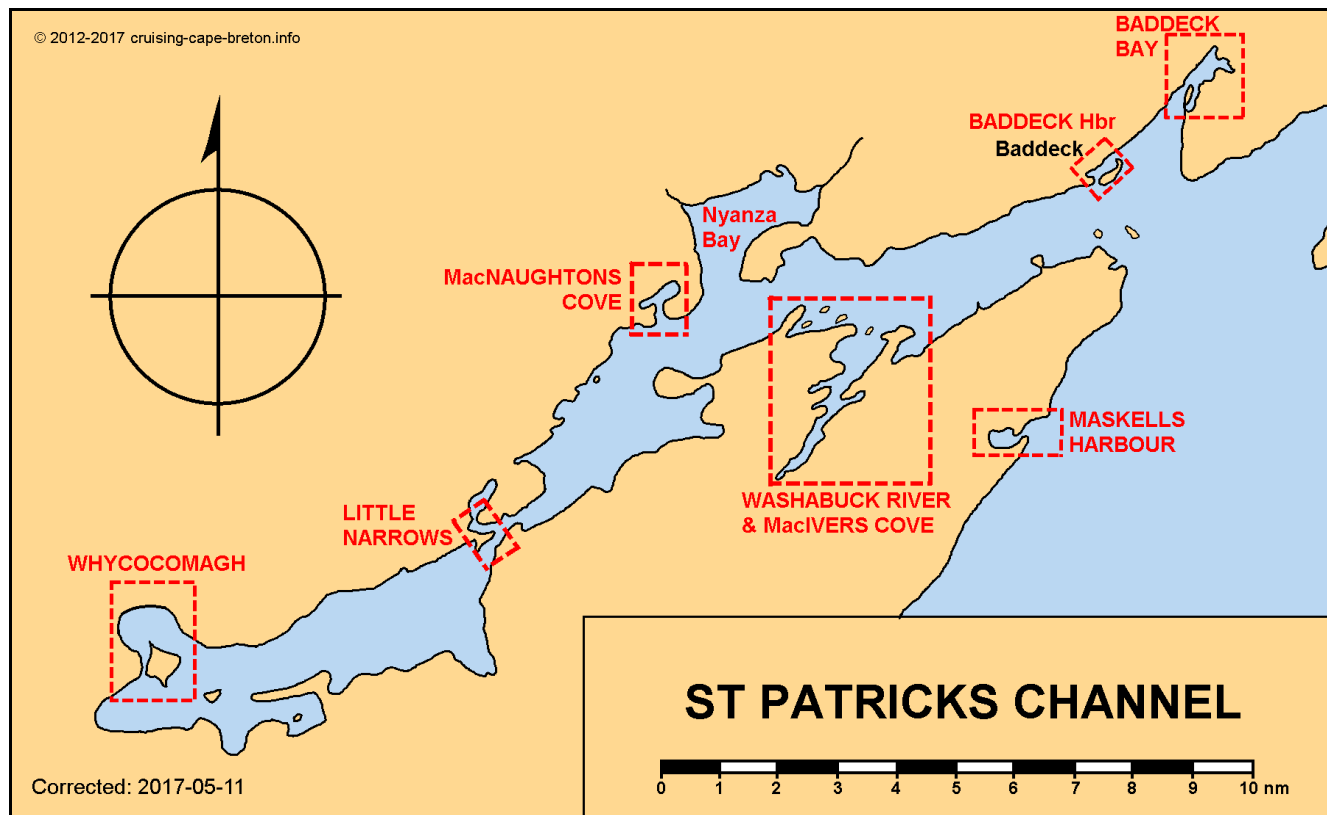 © 2012-2017 cruising-cape-breton.info
BADDECK
BAY
BADDECK Hbr
Baddeck
Nyanza
Bay
MacNAUGHTONS
COVE
MASKELLS
HARBOUR
WASHABUCK RIVER
& MacIVERS COVE
LITTLE
NARROWS
WHYCOCOMAGH
ST PATRICKS CHANNEL
0 1 2 3 4 5 6 7 8 9 10 nm
Corrected: 2017-05-11